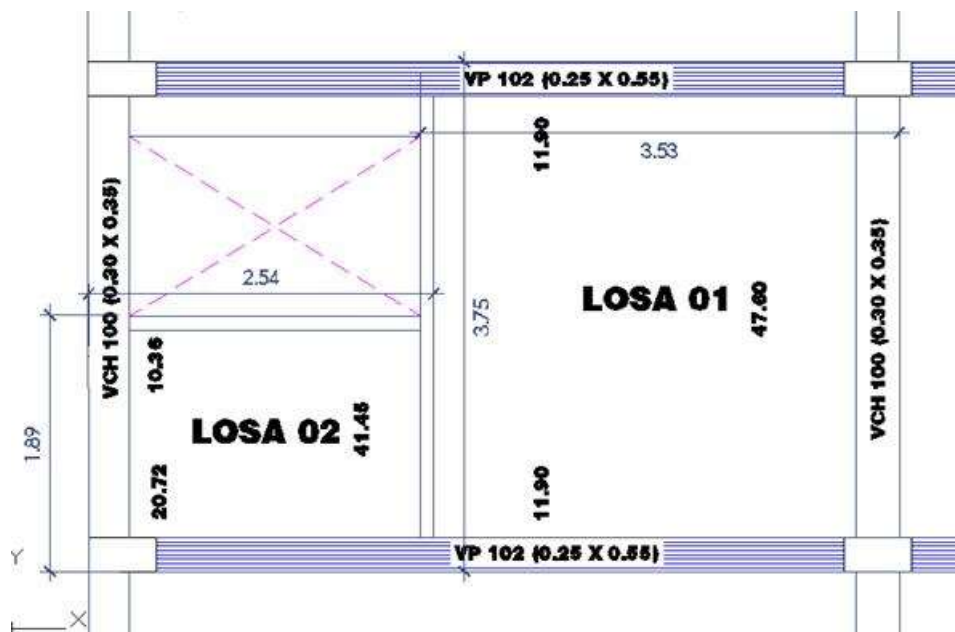 VP 102 (0.25 X 0.55)
11.90
3.53
VCH 100 (0.30 X 0.35)
2.54
3.75
LOSA 01
47.60
VCH 100 (0.30 X 0.35)
10.36
LOSA 02
41.45
1.89
20.72
11.90
VP 102 (0.25 X 0.55)
Y
X